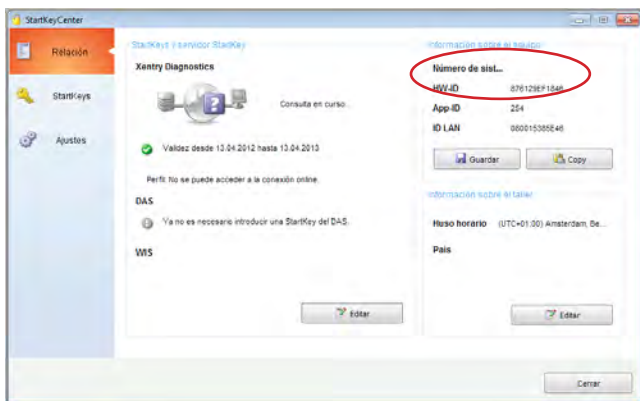 StartKeyCenter
Relación
StartKeys
Ajustes
StarKeys y servidor StarKey
Xentry Diagnostics
Consulta en curso...
Validez desde 13.04.2012 hasta 13.04.2013
Perfil: No se puede acceder a la conexión online.
DAS
Ya no es necesario introducir una StartKey del DAS.
WIS
Editar
Información sobre el equipo
Número de sist...
HW-ID 876129EF1846
App-ID 254
ID LAN 080015385E46
Guardar
Copy
Información sobre el taller
Huso horario (UTC+01:00) Amsterdam, Be...
País
Editar
Cerrar